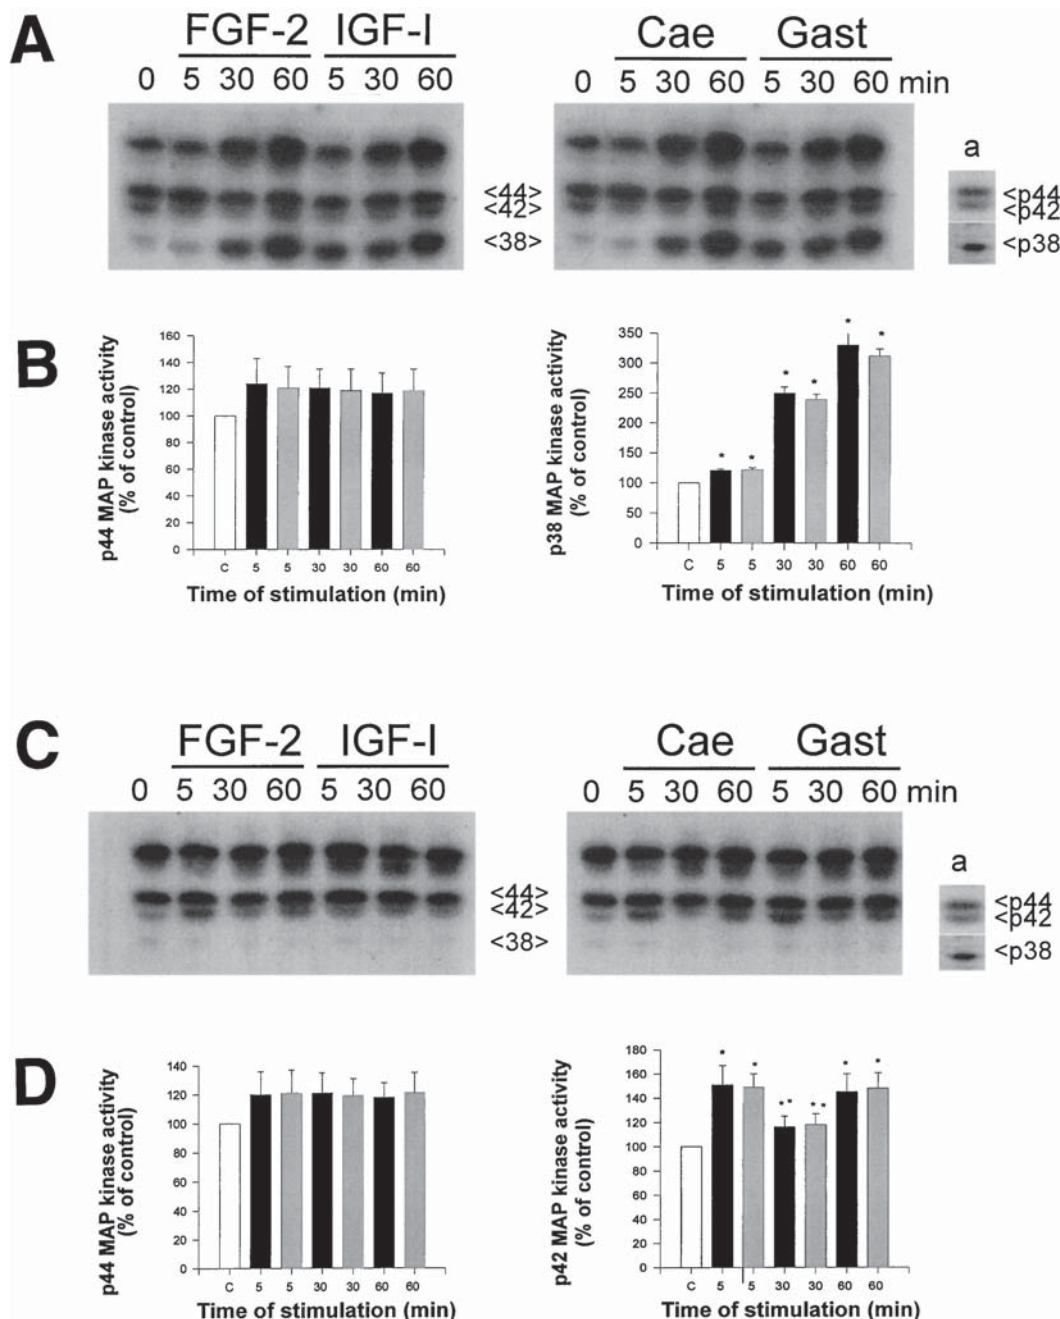 A
FGF-2 IGF-I Cae Gast
0 5 30 60 5 30 60 0 5 30 60 5 30 60 min
a
<44> <p44
<42> <p42
<38> <p38
B
p44 MAP kinase activity
(% of control)
160
140
120
100
80
60
40
20
0
C 5 5 30 30 60 60
Time of stimulation (min)
p38 MAP kinase activity
(% of control)
350
300
250
200
150
100
50
0
* * * * * *
C 5 5 30 30 60 60
Time of stimulation (min)
C
FGF-2 IGF-I Cae Gast
0 5 30 60 5 30 60 0 5 30 60 5 30 60 min
a
<44> <p44
<42> <p42
<38> <p38
D
p44 MAP kinase activity
(% of control)
140
120
100
80
60
40
20
0
C 5 5 30 30 60 60
Time of stimulation (min)
p42 MAP kinase activity
(% of control)
180
160
140
120
100
80
60
40
20
0
* * ** ** * *
C 5 5 30 30 60 60
Time of stimulation (min)